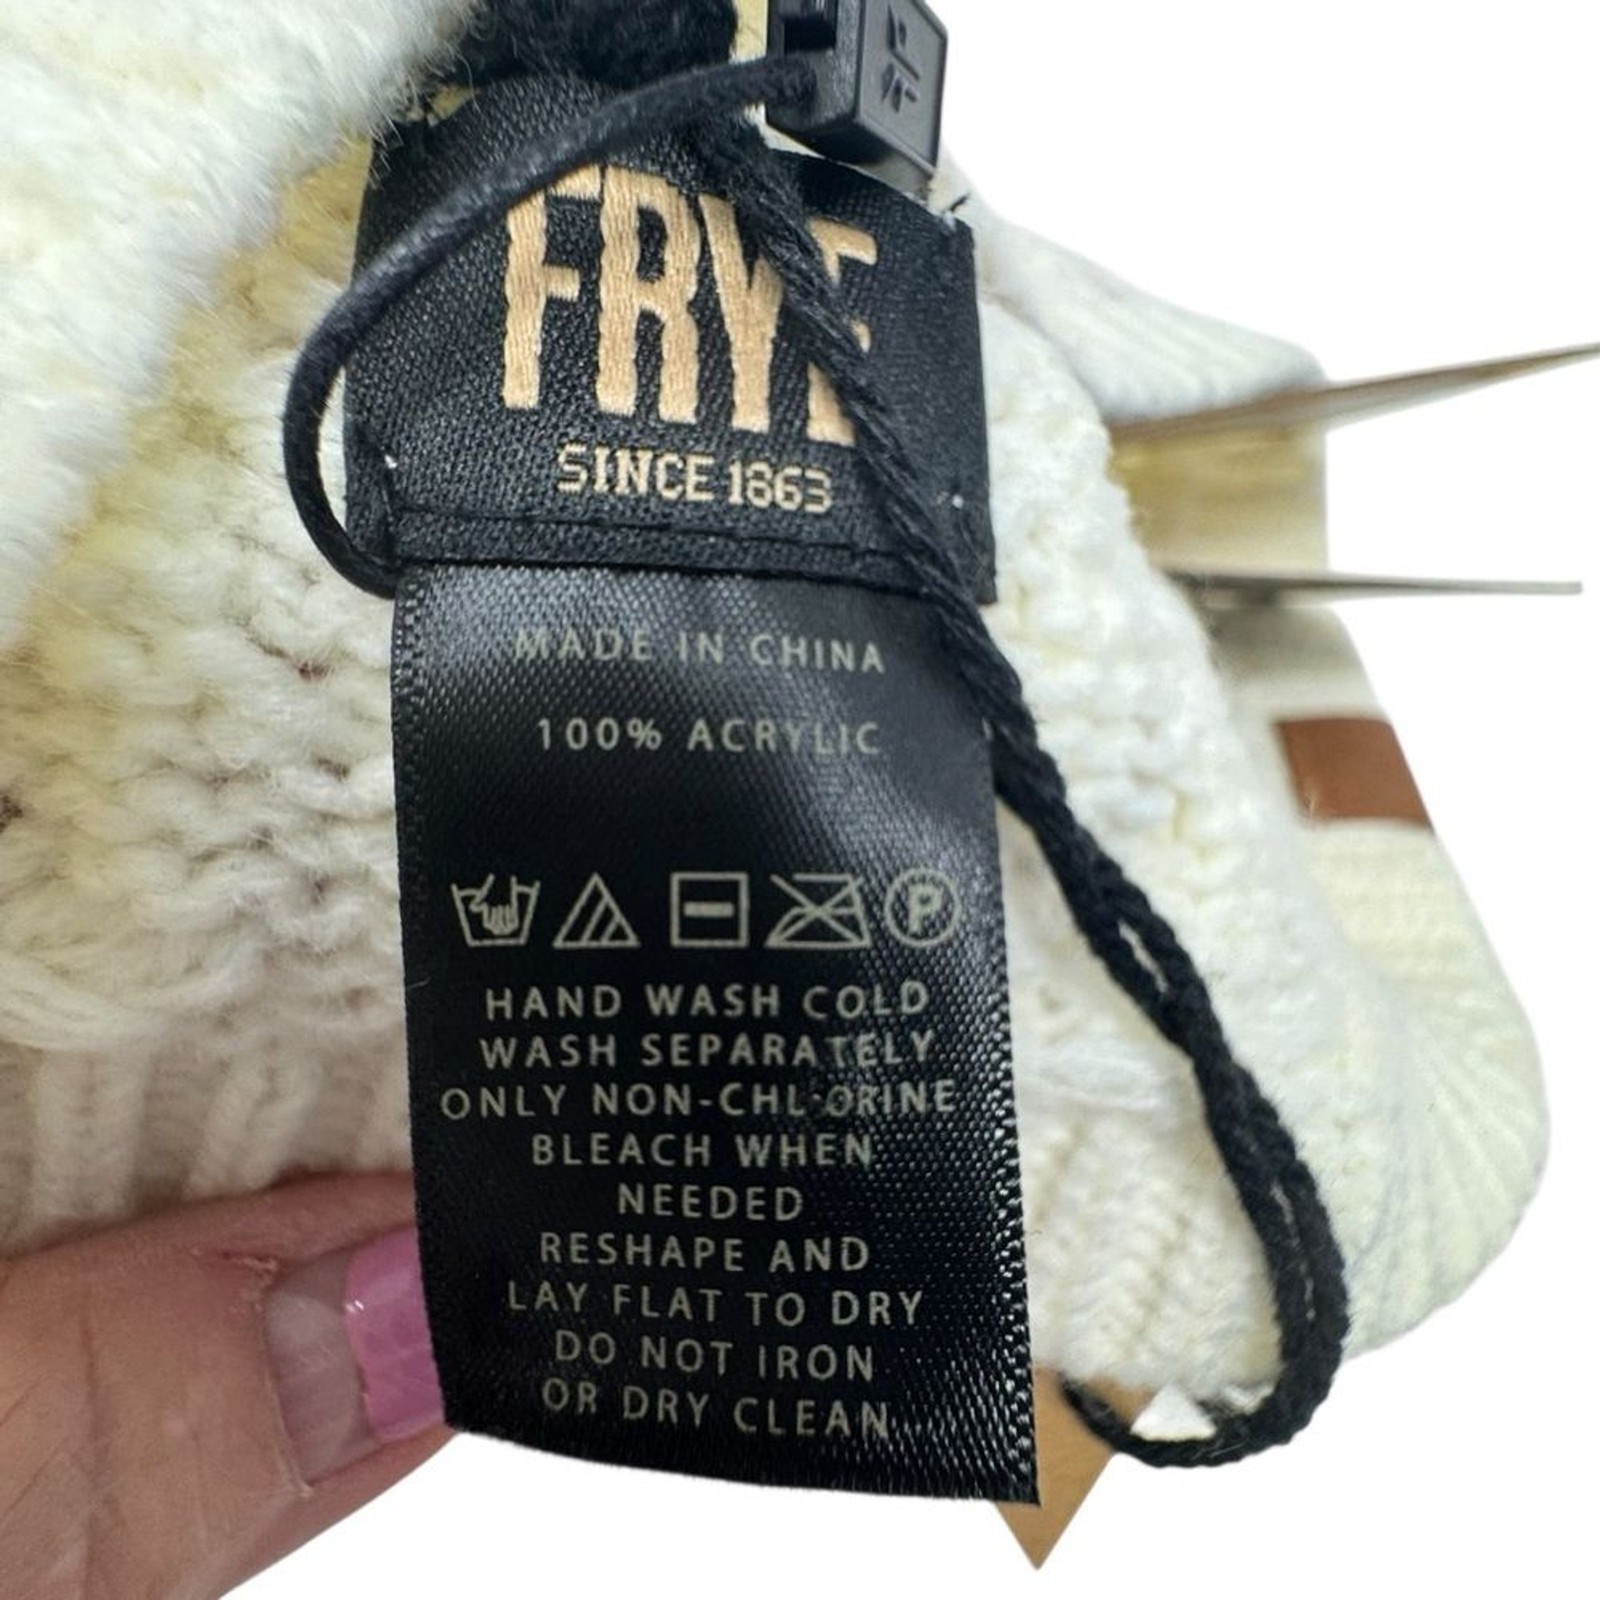 FRYE
SINCE 1863
MADE IN CHINA
100% ACRYLIC
P
HAND WASH COLD
WASH SEPARATELY
ONLY NON-CHLORINE
BLEACH WHEN
NEEDED
RESHAPE AND
LAY FLAT TO DRY
DO NOT IRON
OR DRY CLEAN